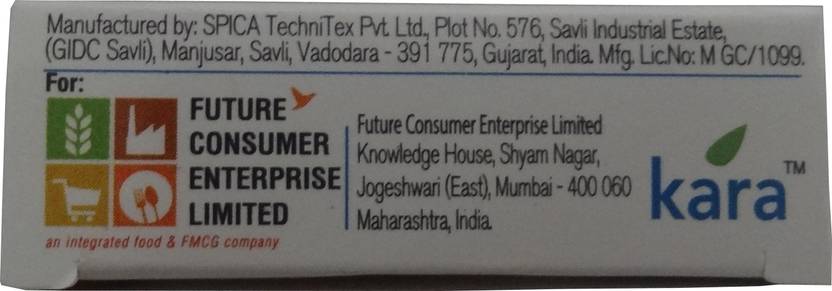 Manufactured by: SPICA TechniTex Pvt. Ltd., Plot No. 576, Savli Industrial Estate,
(GIDC Savli), Manjusar, Savli, Vadodara - 391 775, Gujarat, India. Mfg. Lic.No: M GC/1099.
For:
FUTURE
CONSUMER
ENTERPRISE
LIMITED
an integrated food & FMCG company
Future Consumer Enterprise Limited
Knowledge House, Shyam Nagar,
Jogeshwari (East), Mumbai - 400 060
Maharashtra, India.
kara™